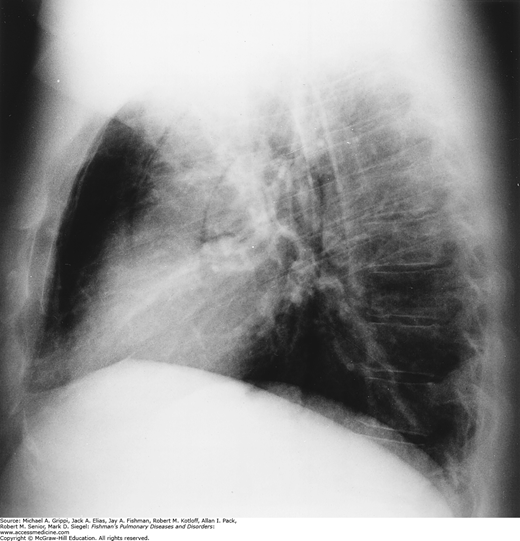 Source: Michael A. Grippi, Jack A. Elias, Jay A. Fishman, Robert M. Kotloff, Allan I. Pack,
Robert M. Senior, Mark D. Siegel: Fishman's Pulmonary Diseases and Disorders:
www.accessmedicine.com
Copyright © McGraw-Hill Education. All rights reserved.